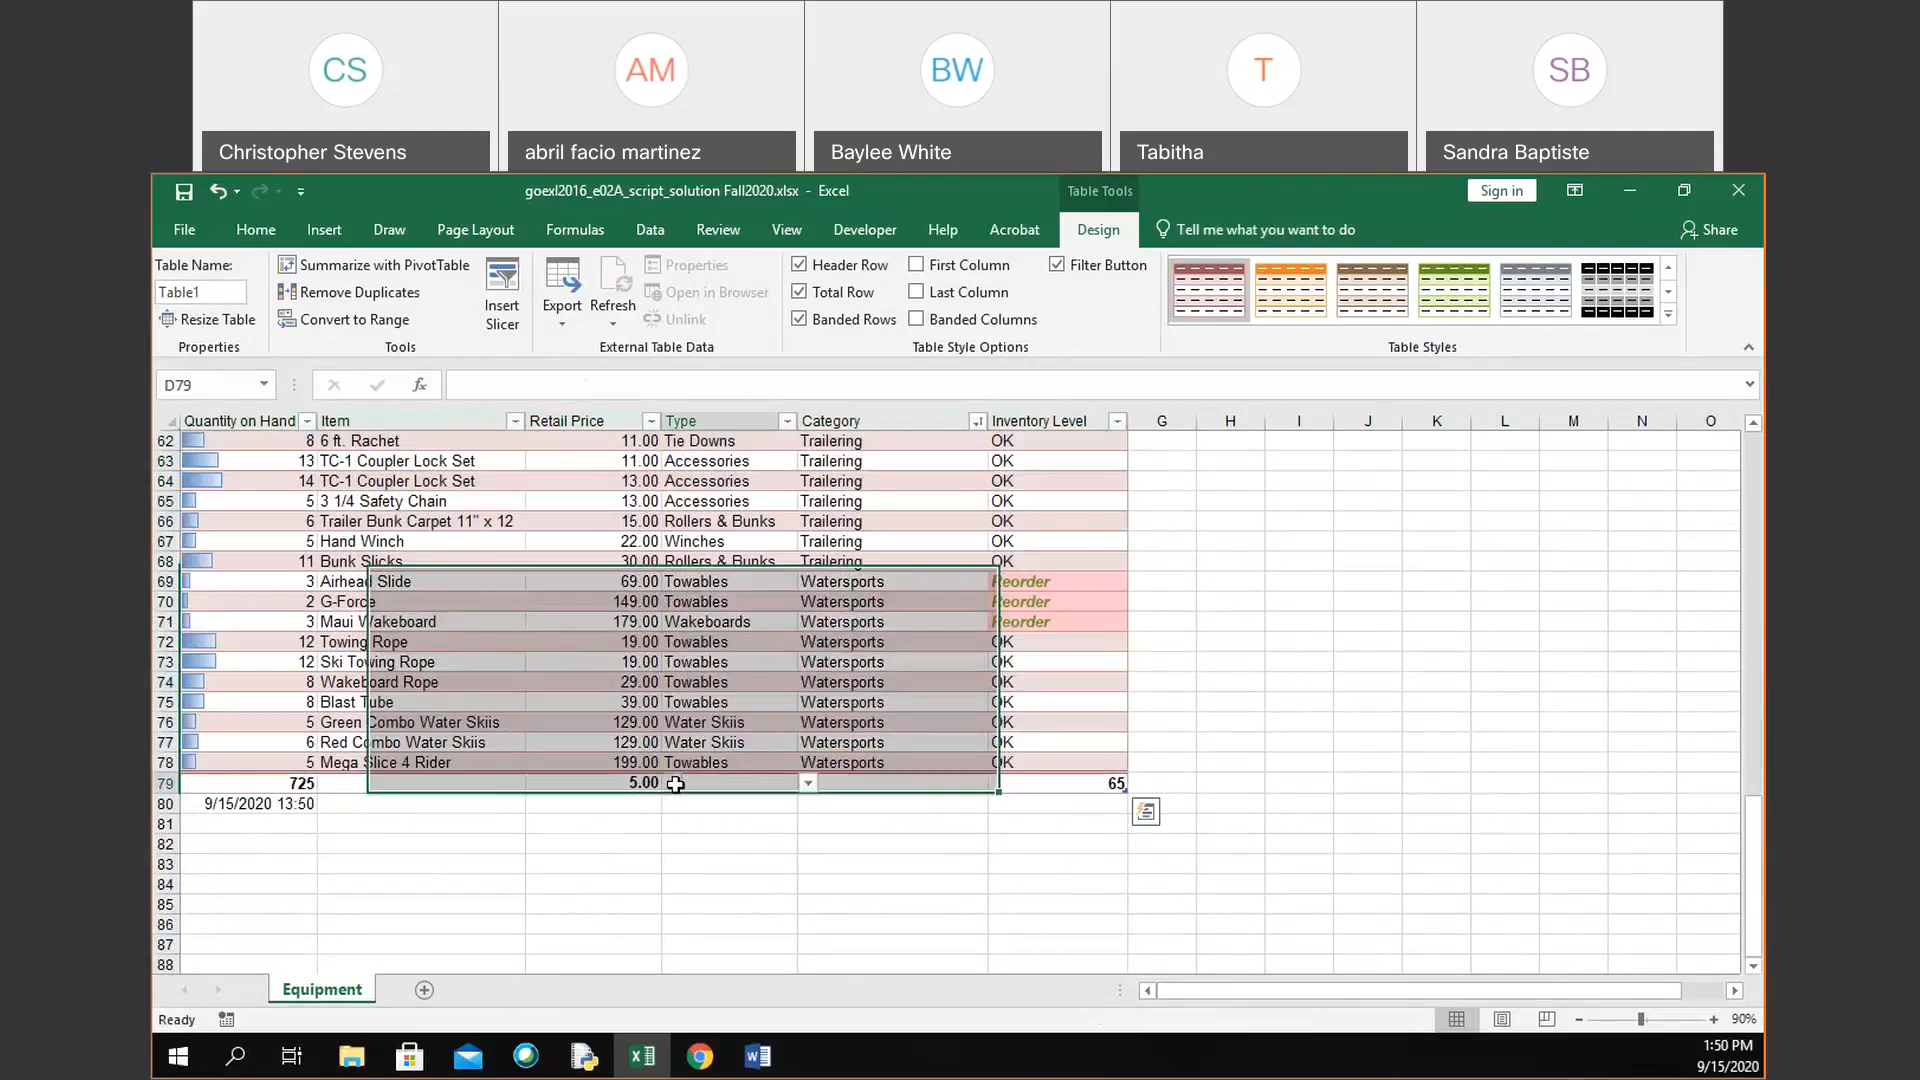 CS AM BW T SB
Christopher Stevens abril facio martinez Baylee White Tabitha Sandra Baptiste
goexl2016_e02A_script_solution Fall2020.xlsx - Excel Table Tools Sign in
File Home Insert Draw Page Layout Formulas Data Review View Developer Help Acrobat Design Tell me what you want to do Share
Table Name: Summarize with PivotTable Properties Header Row First Column Filter Button
Table1 Remove Duplicates Insert Slicer Export Refresh Open in Browser Total Row Last Column
Resize Table Convert to Range Unlink Banded Rows Banded Columns
Properties Tools External Table Data Table Style Options Table Styles
D79 fx
Quantity on Hand Item Retail Price Type Category Inventory Level G H I J K L M N O
62 8 6 ft. Rachet 11.00 Tie Downs Trailering OK
63 13 TC-1 Coupler Lock Set 11.00 Accessories Trailering OK
64 14 TC-1 Coupler Lock Set 13.00 Accessories Trailering OK
65 5 3 1/4 Safety Chain 13.00 Accessories Trailering OK
66 6 Trailer Bunk Carpet 11" x 12 15.00 Rollers & Bunks Trailering OK
67 5 Hand Winch 22.00 Winches Trailering OK
68 11 Bunk Slicks 30.00 Rollers & Bunks Trailering OK
69 3 Airhead Slide 69.00 Towables Watersports Reorder
70 2 G-Force 149.00 Towables Watersports Reorder
71 3 Maui Wakeboard 179.00 Wakeboards Watersports Reorder
72 12 Towing Rope 19.00 Towables Watersports OK
73 12 Ski Towing Rope 19.00 Towables Watersports OK
74 8 Wakeboard Rope 29.00 Towables Watersports OK
75 8 Blast Tube 39.00 Towables Watersports OK
76 5 Green Combo Water Skiis 129.00 Water Skiis Watersports OK
77 6 Red Combo Water Skiis 129.00 Water Skiis Watersports OK
78 5 Mega Slice 4 Rider 199.00 Towables Watersports OK
79 725 5.00 65
80 9/15/2020 13:50
81
82
83
84
85
86
87
88
Equipment
Ready 90%
1:50 PM
9/15/2020